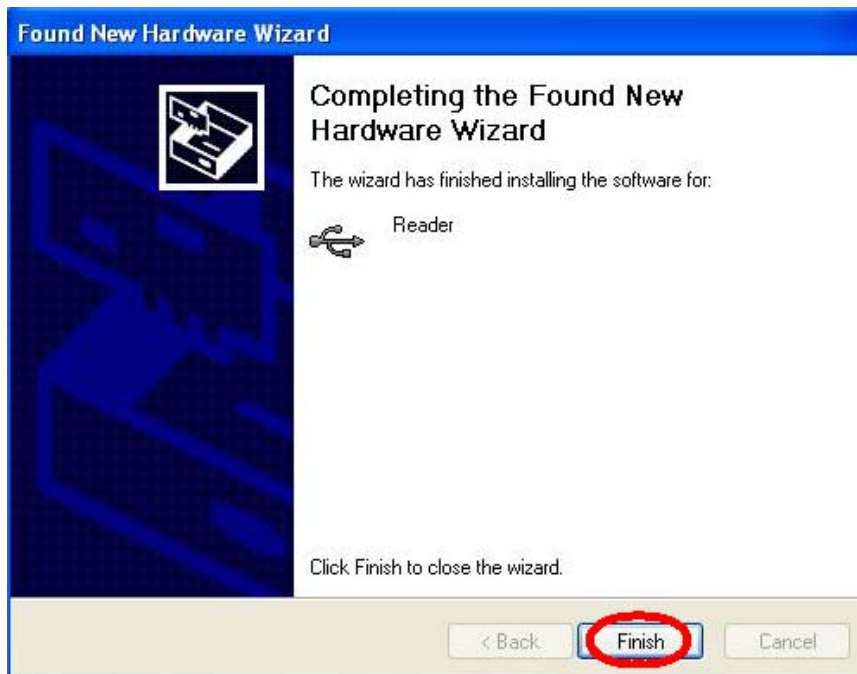 Found New Hardware Wizard
Completing the Found New
Hardware Wizard
The wizard has finished installing the software for:
Reader
Click Finish to close the wizard.
< Back
Finish
Cancel